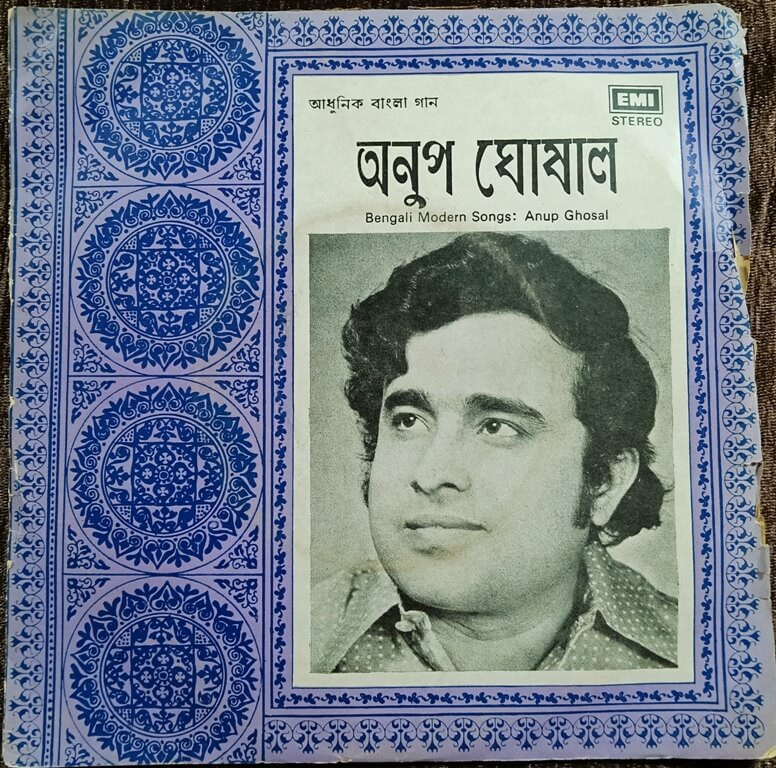 আধুনিক বাংলা গান
EMI
STEREO
অনুপ ঘোষাল
Bengali Modern Songs: Anup Ghosal